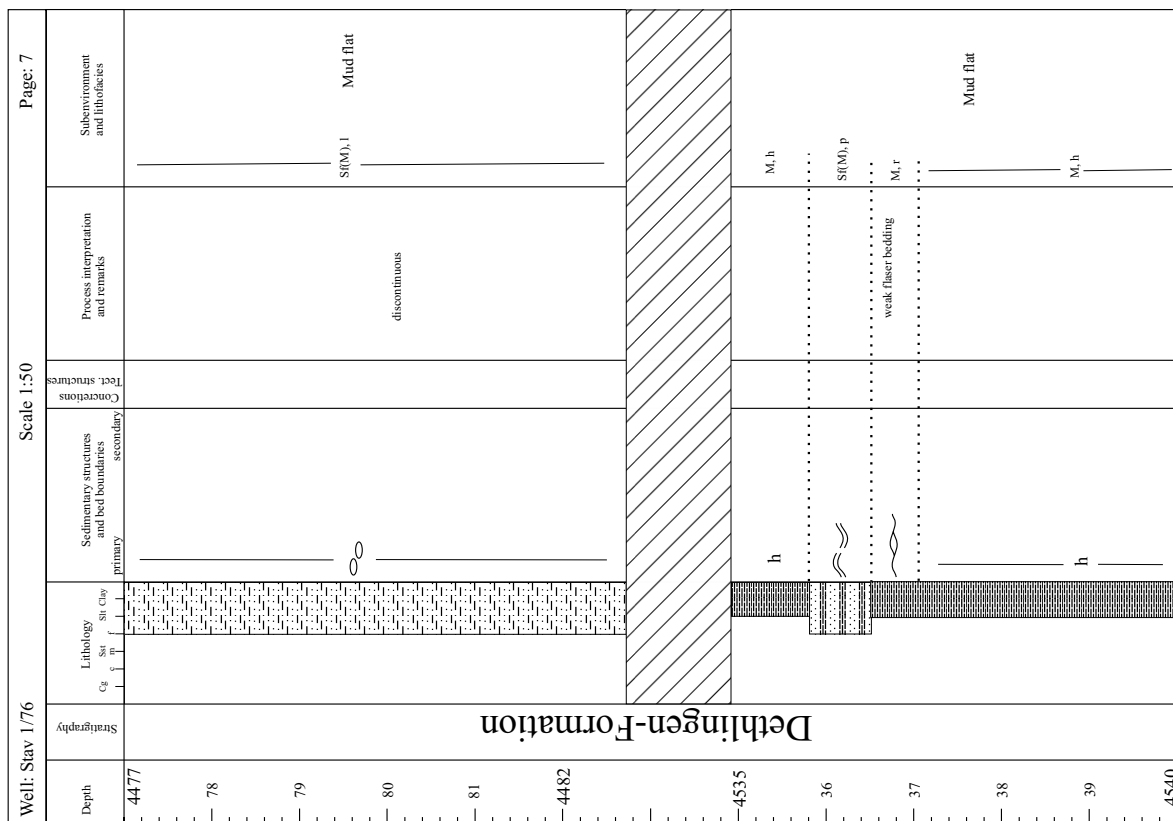 Well: Stav 1/76
Scale 1:50
Page: 7
Depth
Stratigraphy
Lithology
Cg
c
Sst
m
f
Slt
Clay
Sedimentary structures
and bed boundaries
primary
secondary
Concretions
Tect. structures
Process interpretation
and remarks
Subenvironment
and lithofacies
4477
78
79
80
81
4482
4535
36
37
38
39
4540
Dethlingen-Formation
h
h
discontinuous
weak flaser bedding
Sf(M), l
Mud flat
M, h
Sf(M), p
M, r
M, h
Mud flat